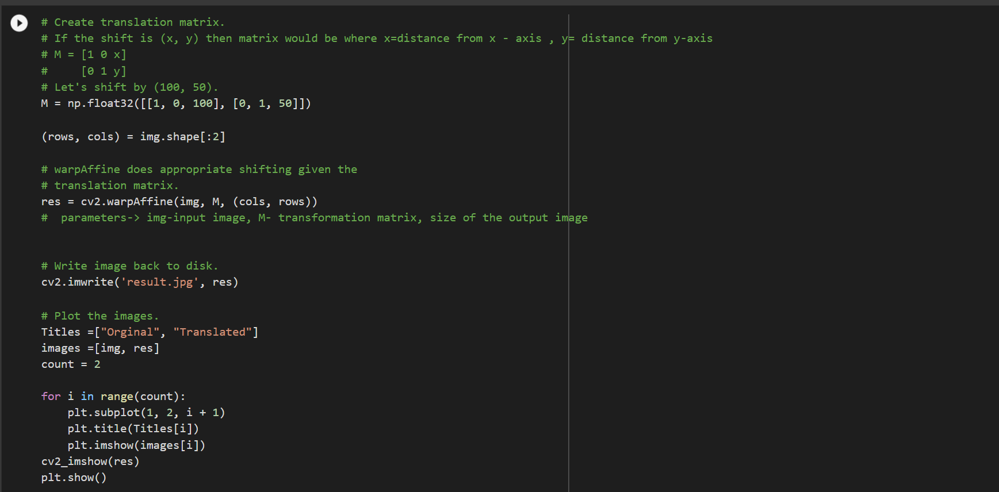 # Create translation matrix.
# If the shift is (x, y) then matrix would be where x=distance from x - axis , y= distance from y-axis
# M = [1 0 x]
#     [0 1 y]
# Let's shift by (100, 50).
M = np.float32([[1, 0, 100], [0, 1, 50]])
(rows, cols) = img.shape[:2]
# warpAffine does appropriate shifting given the
# translation matrix.
res = cv2.warpAffine(img, M, (cols, rows))
#  parameters-> img-input image, M- transformation matrix, size of the output image
# Write image back to disk.
cv2.imwrite('result.jpg', res)
# Plot the images.
Titles =["Orginal", "Translated"]
images =[img, res]
count = 2
for i in range(count):
    plt.subplot(1, 2, i + 1)
    plt.title(Titles[i])
    plt.imshow(images[i])
cv2_imshow(res)
plt.show()